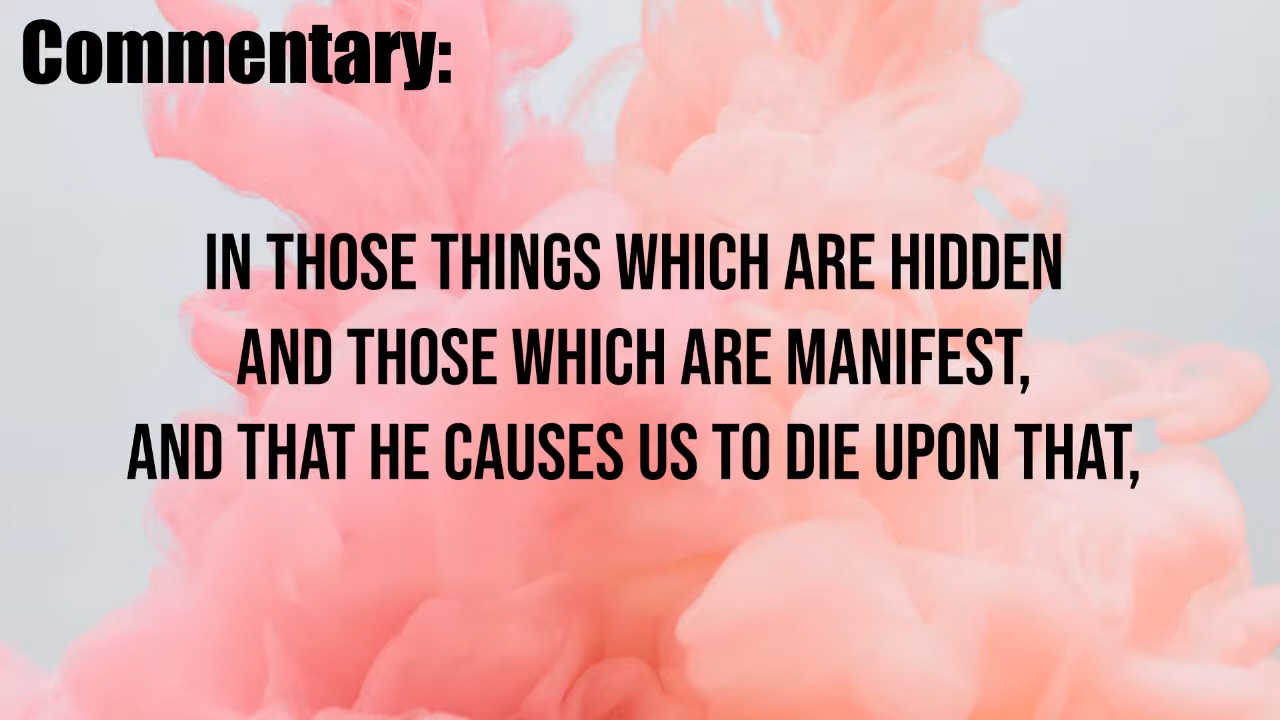 Commentary:
IN THOSE THINGS WHICH ARE HIDDEN
AND THOSE WHICH ARE MANIFEST,
AND THAT HE CAUSES US TO DIE UPON THAT,